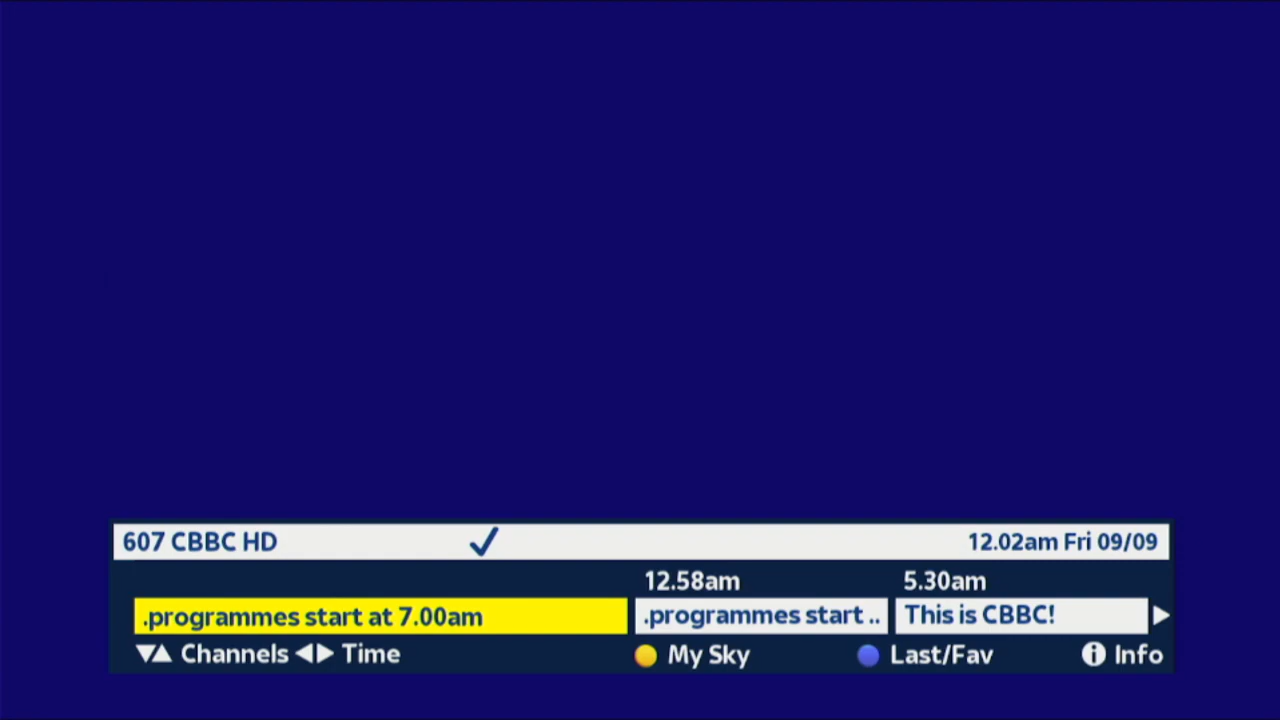 607 CBBC HD ✓ 12.02am Fri 09/09
12.58am 5.30am
.programmes start at 7.00am .programmes start .. This is CBBC!
Channels Time My Sky Last/Fav i Info